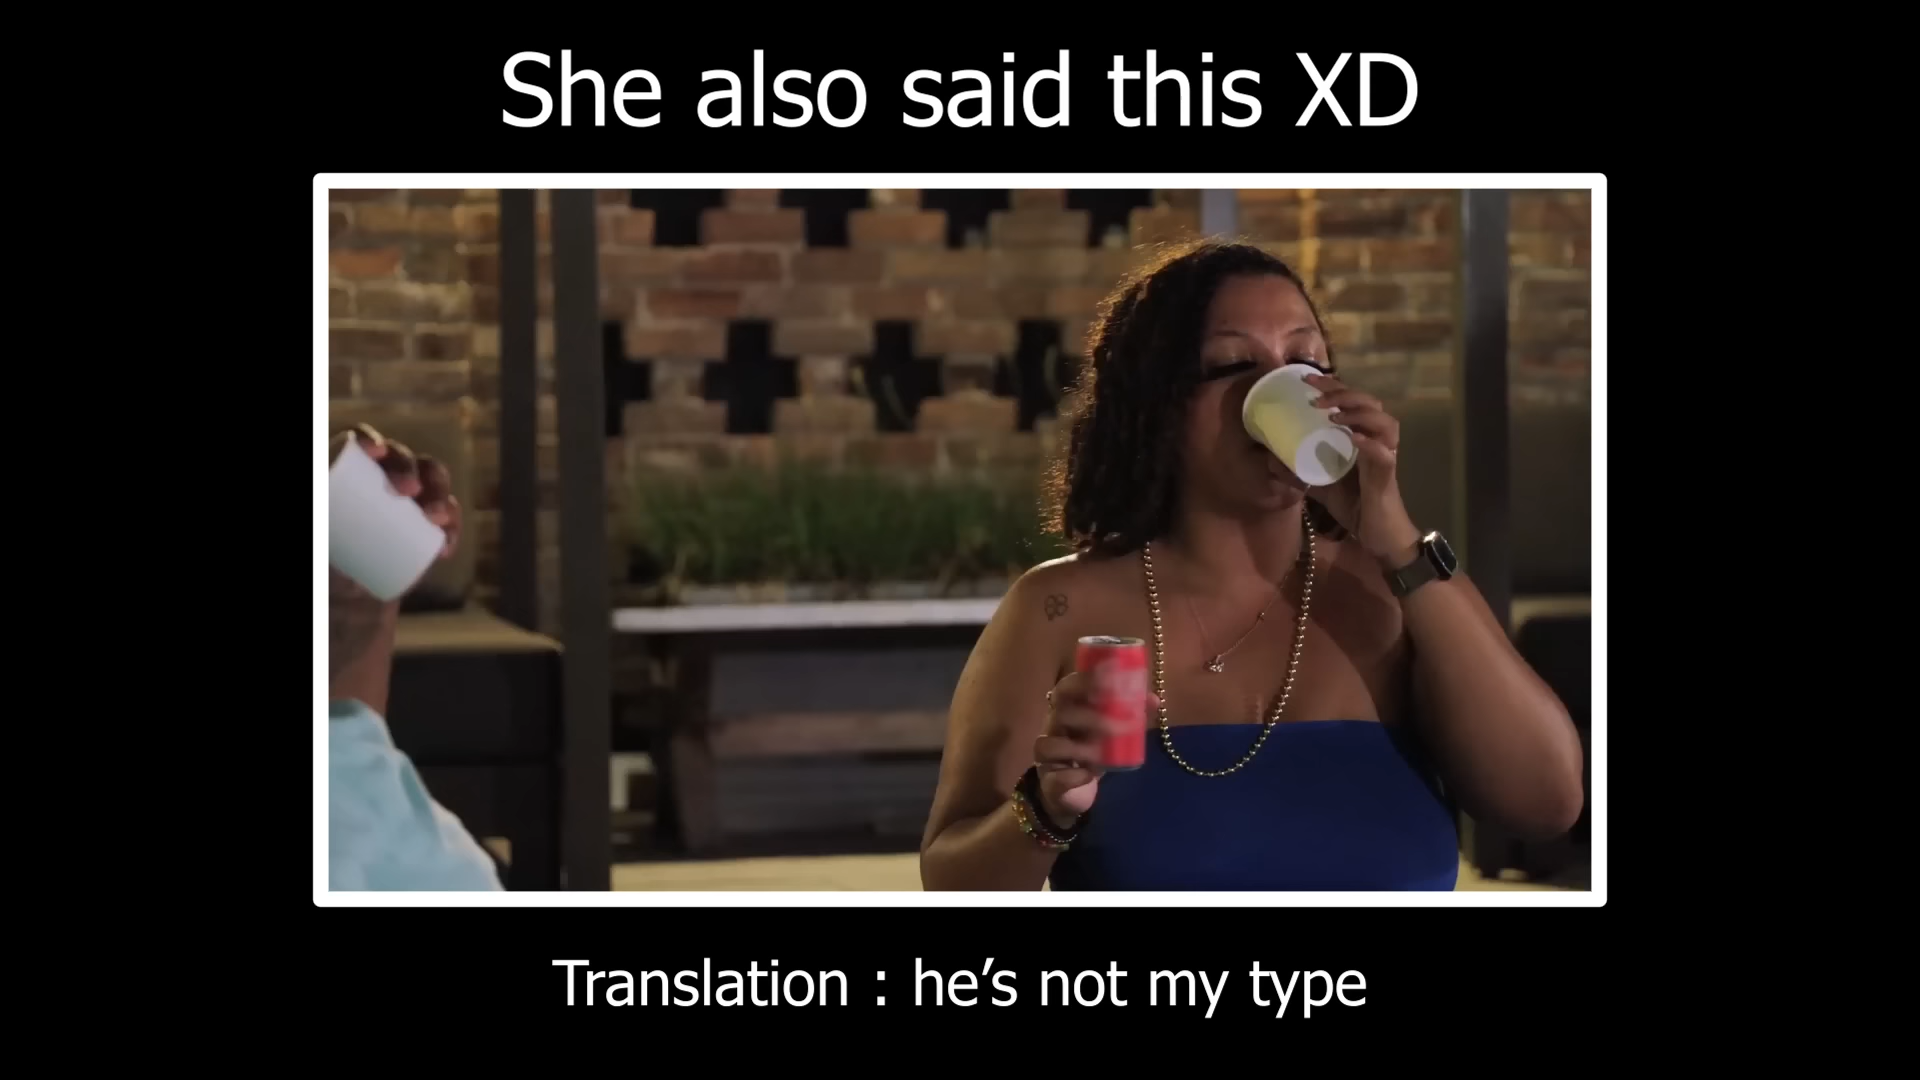 She also said this XD
Translation : he’s not my type